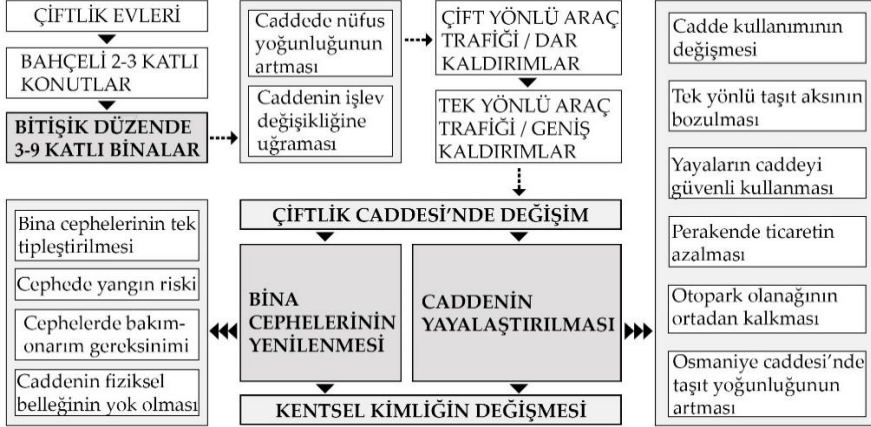 ÇİFTLİK EVLERİ
BAHÇELİ 2-3 KATLI
KONUTLAR
BİTİŞİK DÜZENDE
3-9 KATLI BİNALAR
Caddede nüfus
yoğunluğunun
artması
Caddenin işlev
değişikliğine
uğraması
ÇİFT YÖNLÜ ARAÇ
TRAFİĞİ / DAR
KALDIRIMLAR
TEK YÖNLÜ ARAÇ
TRAFİĞİ / GENİŞ
KALDIRIMLAR
ÇİFTLİK CADDESİ'NDE DEĞİŞİM
BİNA
CEPHELERİNİN
YENİLENMESİ
CADDENİN
YAYALAŞTIRILMASI
KENTSEL KİMLİĞİN DEĞİŞMESİ
Bina cephelerinin tek
tipleştirilmesi
Cephede yangın riski
Cephelerde bakım-
onarım gereksinimi
Caddenin fiziksel
belleğinin yok olması
Cadde kullanımının
değişmesi
Tek yönlü taşıt aksının
bozulması
Yayaların caddeyi
güvenli kullanması
Perakende ticaretin
azalması
Otopark olanağının
ortadan kalkması
Osmaniye caddesi'nde
taşıt yoğunluğunun
artması